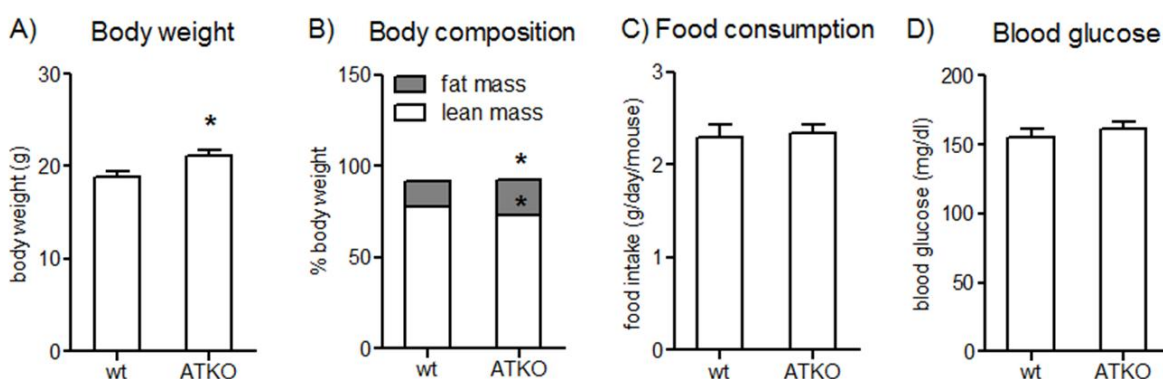 A) Body weight
body weight (g)
30
20
10
0
*
wt ATKO
B) Body composition
% body weight
150
100
50
0
fat mass
lean mass
*
*
wt ATKO
C) Food consumption
food intake (g/day/mouse)
3
2
1
0
wt ATKO
D) Blood glucose
blood glucose (mg/dl)
200
150
100
50
0
wt ATKO